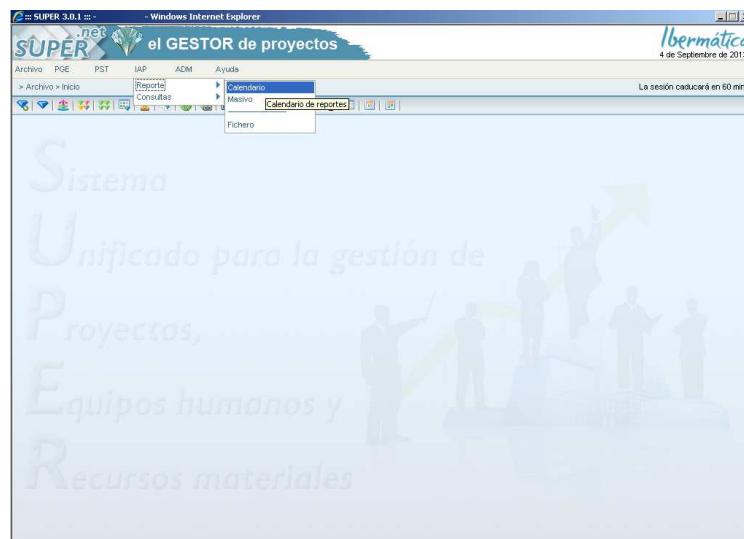 ::: SUPER 3.0.1 ::: -          - Windows Internet Explorer
SUPER.net el GESTOR de proyectos
Ibermática
4 de Septiembre de 201
Archivo PGE PST IAP ADM Ayuda
> Archivo > Inicio
La sesión caducará en 60 min
Reporte
Consultas
Calendario
Masivo
Calendario de reportes
Fichero
Sistema
Unificado para la gestión de
Proyectos,
Equipos humanos y
Recursos materiales